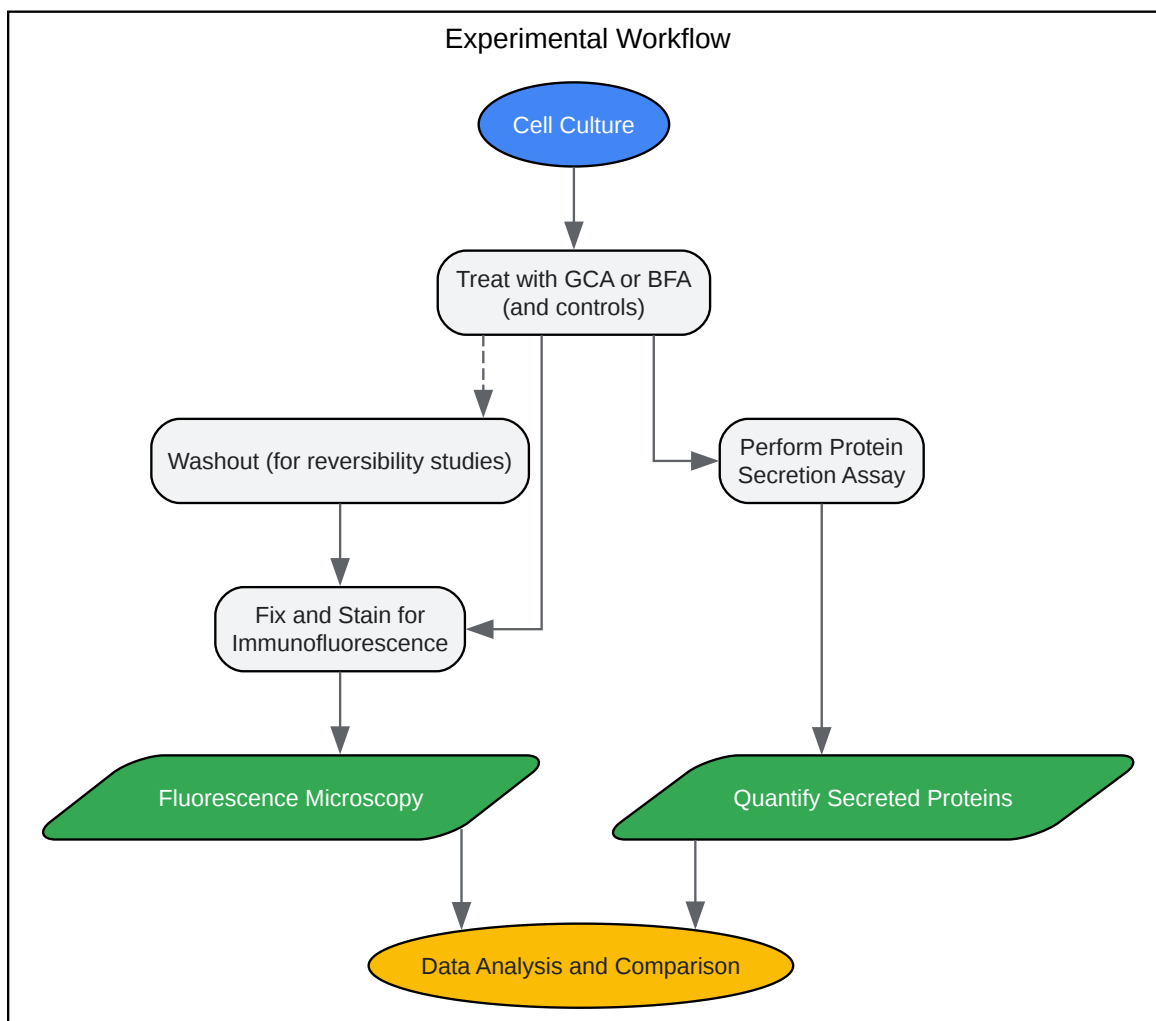 Experimental Workflow
Cell Culture
Treat with GCA or BFA
(and controls)
Washout (for reversibility studies)
Perform Protein
Secretion Assay
Fix and Stain for
Immunofluorescence
Fluorescence Microscopy
Quantify Secreted Proteins
Data Analysis and Comparison